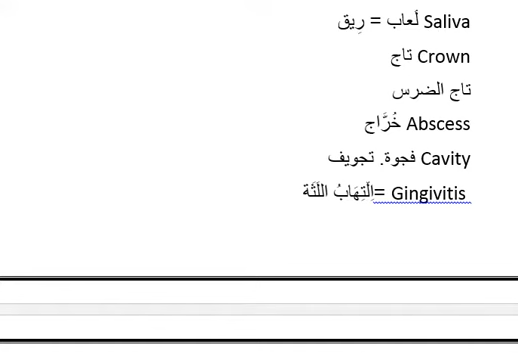 Saliva لَعاب = رِيق
Crown تاج
تاج الضرس
Abscess خُرَّاج
Cavity فجوة. تجويف
Gingivitis =اِلْتِهَابُ اللَثَة